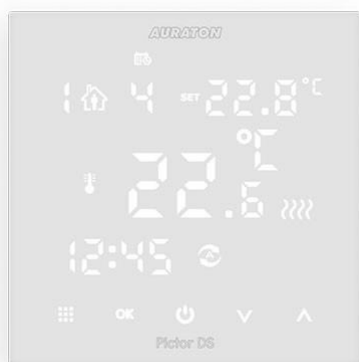 AURATON
1 4 SET 22.8°C
22.6 °C
12:45
OK
Pictor DS